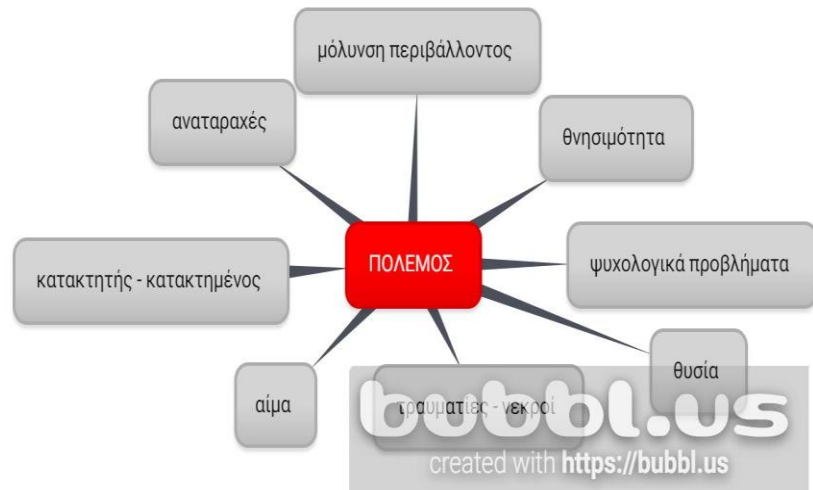 μόλυνση περιβάλλοντος
αναταραχές
θνησιμότητα
ΠΟΛΕΜΟΣ
κατακτητής - κατακτημένος
ψυχολογικά προβλήματα
θυσία
αίμα
τραυματίες - νεκροί
bubbl.us
created with https://bubbl.us